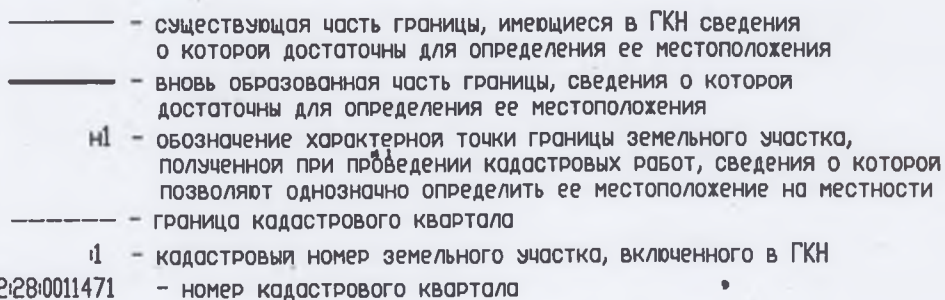 - существующая часть границы, имеющиеся в ГКН сведения
о которой достаточны для определения ее местоположения
- вновь образованная часть границы, сведения о которой
достаточны для определения ее местоположения
н1 - обозначение характерной точки границы земельного участка,
полученной при проведении кадастровых работ, сведения о которой
позволяют однозначно определить ее местоположение на местности
- граница кадастрового квартала
:1 - кадастровый номер земельного участка, включенного в ГКН
2:28:0011471 - номер кадастрового квартала